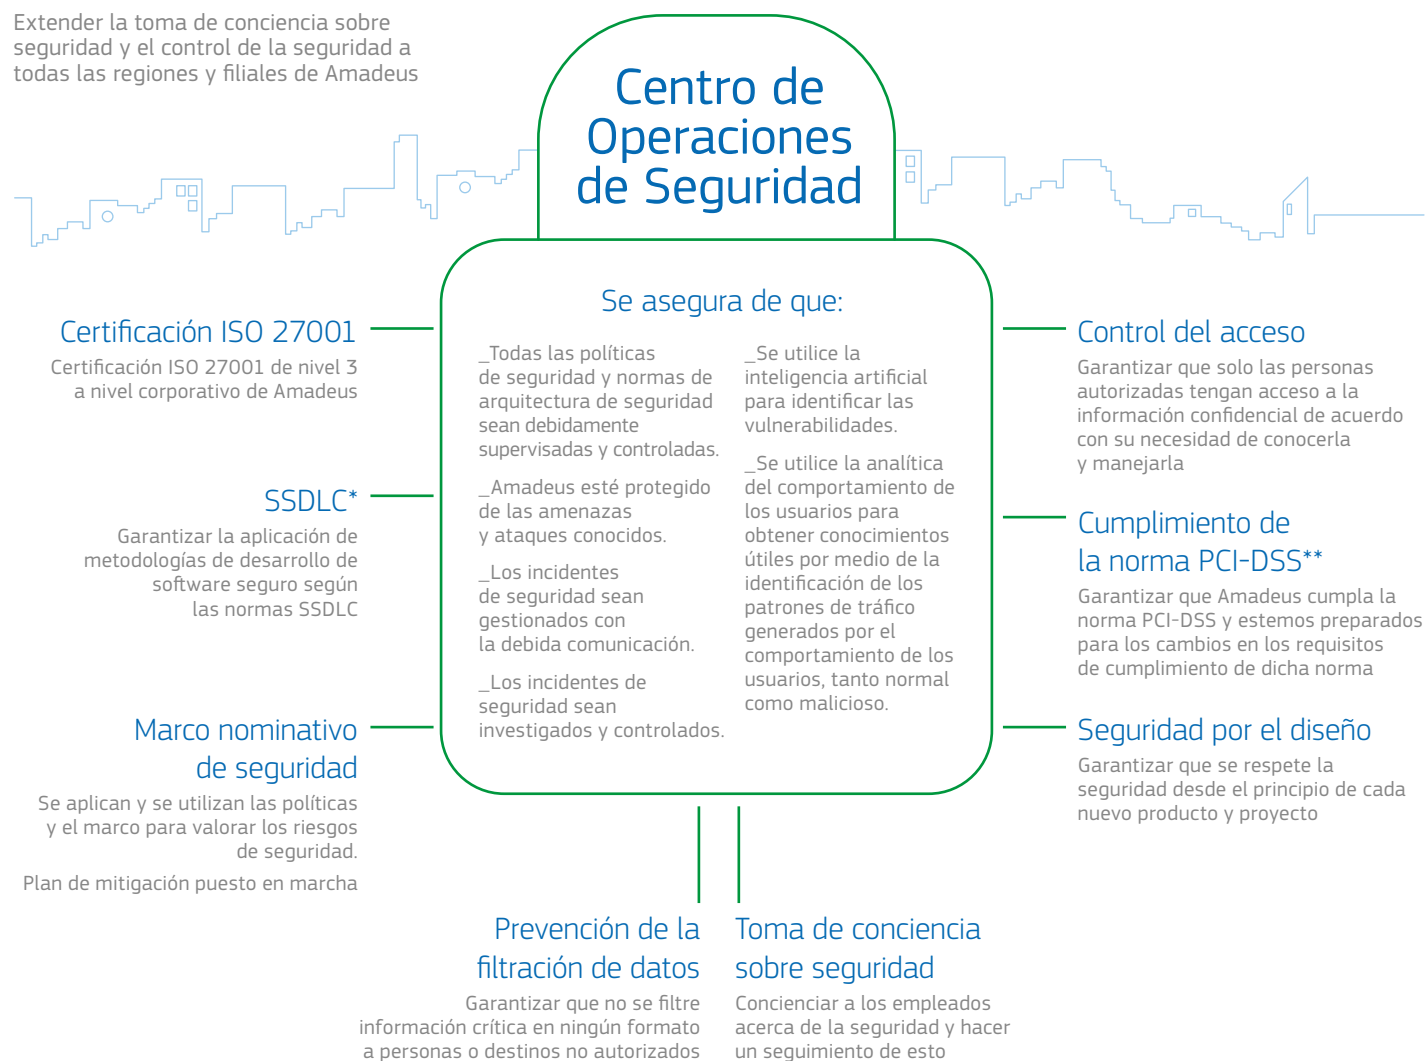 Extender la toma de conciencia sobre
seguridad y el control de la seguridad a
todas las regiones y filiales de Amadeus
Centro de
Operaciones
de Seguridad
Se asegura de que:
_Todas las políticas
de seguridad y normas de
arquitectura de seguridad
sean debidamente
supervisadas y controladas.
_Amadeus esté protegido
de las amenazas
y ataques conocidos.
_Los incidentes
de seguridad sean
gestionados con
la debida comunicación.
_Los incidentes de
seguridad sean
investigados y controlados.
_Se utilice la
inteligencia artificial
para identificar las
vulnerabilidades.
_Se utilice la analítica
del comportamiento de
los usuarios para
obtener conocimientos
útiles por medio de la
identificación de los
patrones de tráfico
generados por el
comportamiento de los
usuarios, tanto normal
como malicioso.
Certificación ISO 27001
Certificación ISO 27001 de nivel 3
a nivel corporativo de Amadeus
SSDLC*
Garantizar la aplicación de
metodologías de desarrollo de
software seguro según
las normas SSDLC
Marco nominativo
de seguridad
Se aplican y se utilizan las políticas
y el marco para valorar los riesgos
de seguridad.
Plan de mitigación puesto en marcha
Control del acceso
Garantizar que solo las personas
autorizadas tengan acceso a la
información confidencial de acuerdo
con su necesidad de conocerla
y manejarla
Cumplimiento de
la norma PCI-DSS**
Garantizar que Amadeus cumpla la
norma PCI-DSS y estemos preparados
para los cambios en los requisitos
de cumplimiento de dicha norma
Seguridad por el diseño
Garantizar que se respete la
seguridad desde el principio de cada
nuevo producto y proyecto
Prevención de la
filtración de datos
Garantizar que no se filtre
información crítica en ningún formato
a personas o destinos no autorizados
Toma de conciencia
sobre seguridad
Concienciar a los empleados
acerca de la seguridad y hacer
un seguimiento de esto